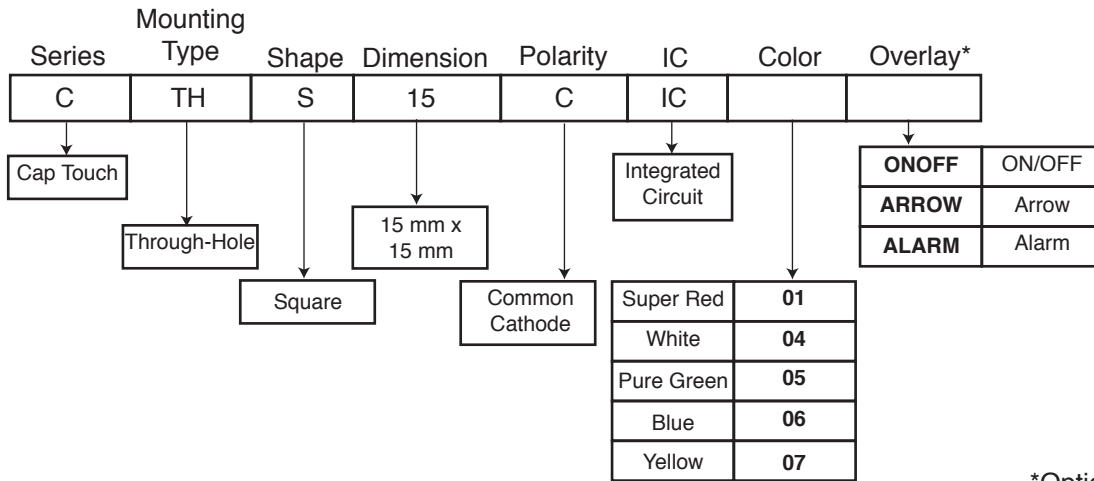 Mounting
Series Type Shape Dimension Polarity IC Color Overlay*
C TH S 15 C IC
Cap Touch
Through-Hole
Square
15 mm x
15 mm
Common
Cathode
Integrated
Circuit
Super Red 01
White 04
Pure Green 05
Blue 06
Yellow 07
ONOFF ON/OFF
ARROW Arrow
ALARM Alarm